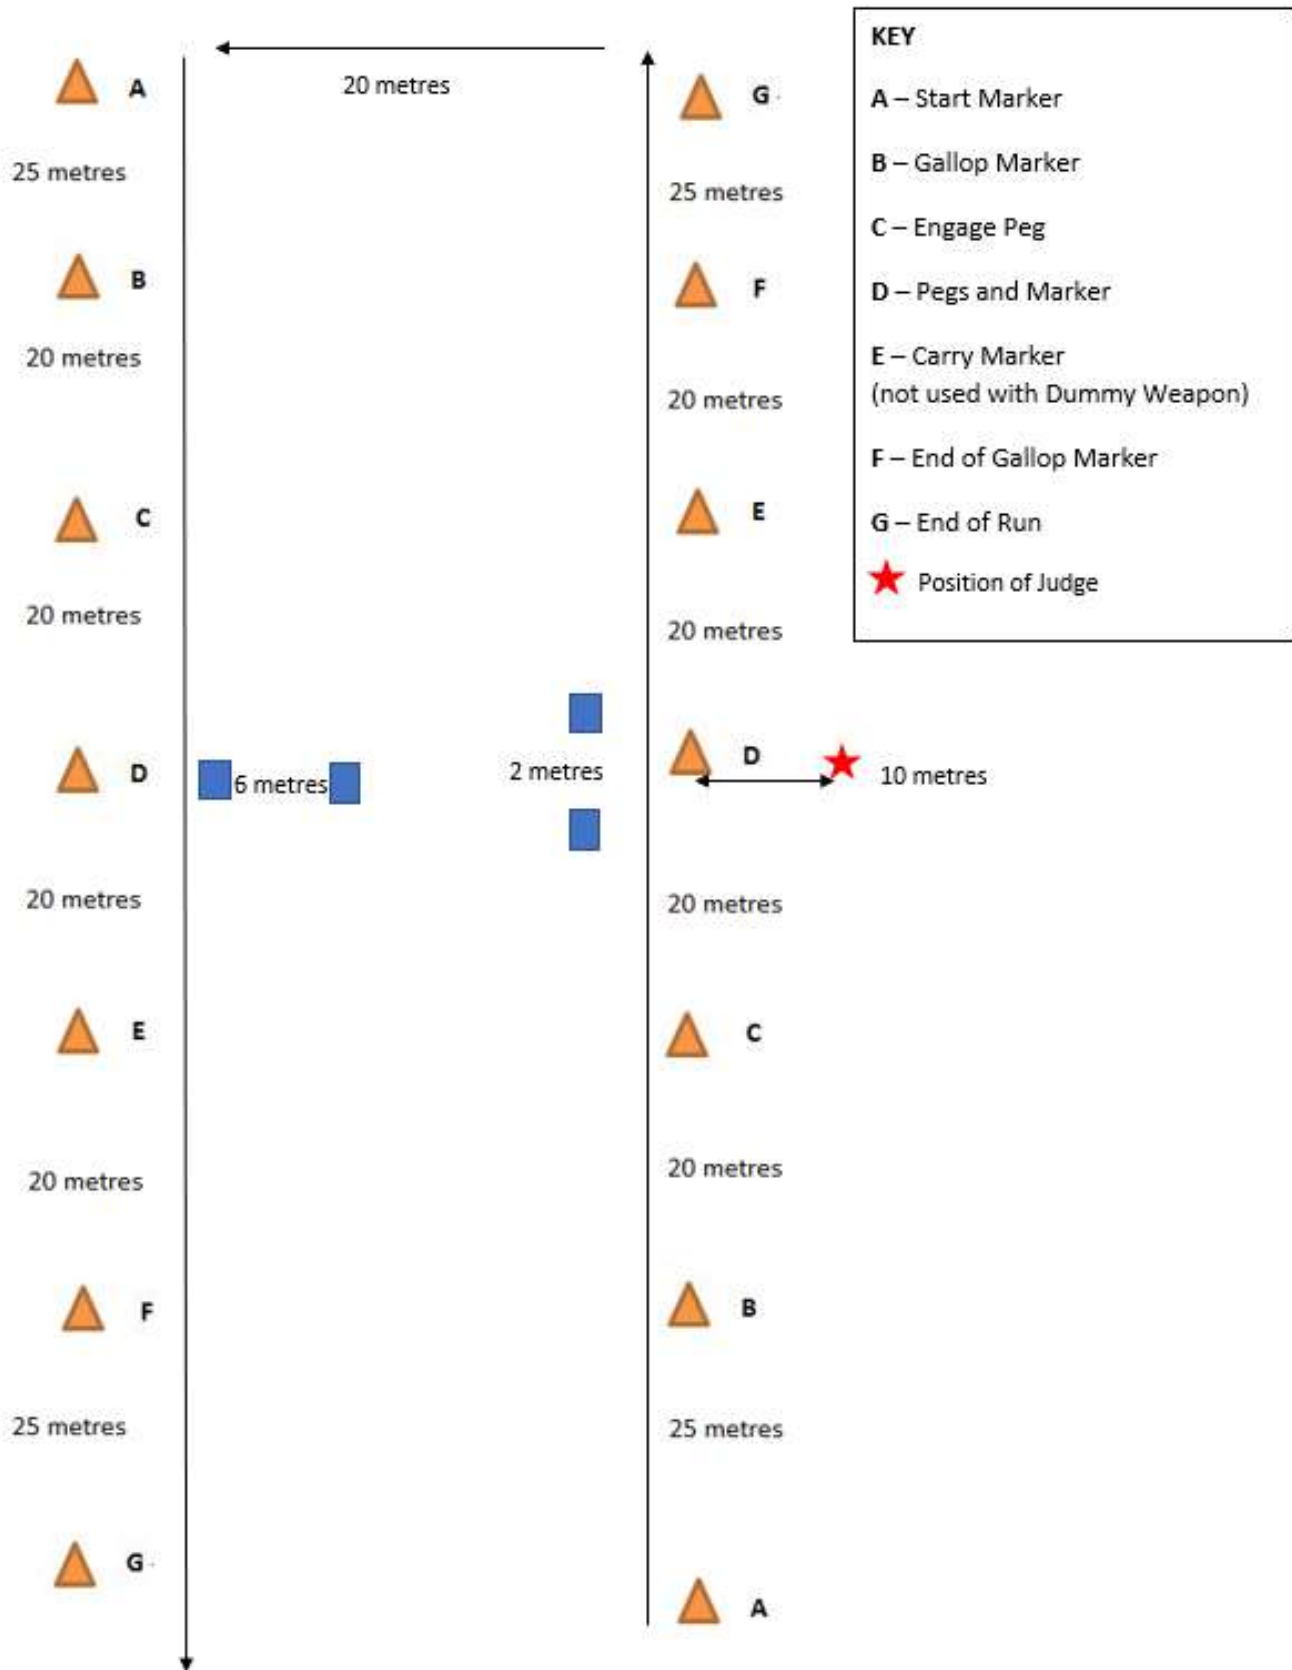 A
25 metres
B
20 metres
C
20 metres
D
20 metres
E
20 metres
F
25 metres
G
20 metres
6 metres
2 metres
G
25 metres
F
20 metres
E
20 metres
D
10 metres
20 metres
C
20 metres
B
25 metres
A
KEY
A – Start Marker
B – Gallop Marker
C – Engage Peg
D – Pegs and Marker
E – Carry Marker
(not used with Dummy Weapon)
F – End of Gallop Marker
G – End of Run
Position of Judge